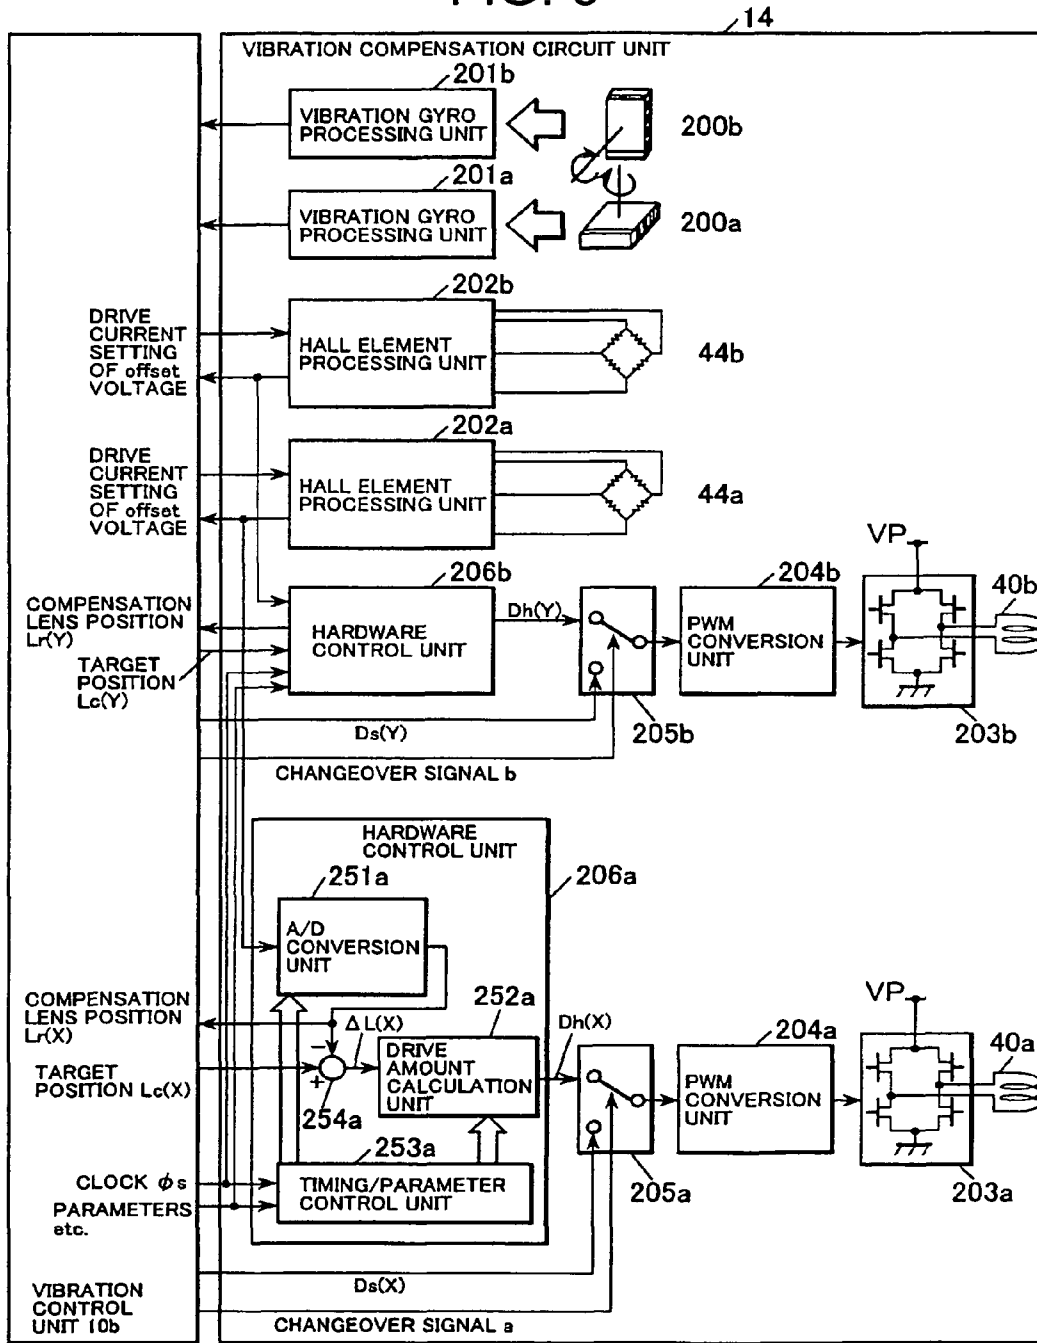 14
VIBRATION COMPENSATION CIRCUIT UNIT
201b
VIBRATION GYRO
PROCESSING UNIT
200b
201a
VIBRATION GYRO
PROCESSING UNIT
200a
202b
DRIVE
CURRENT
SETTING
OF offset
VOLTAGE
HALL ELEMENT
PROCESSING UNIT
44b
202a
DRIVE
CURRENT
SETTING
OF offset
VOLTAGE
HALL ELEMENT
PROCESSING UNIT
44a
VP
206b
204b
40b
COMPENSATION
LENS POSITION
Lr(Y)
HARDWARE
CONTROL UNIT
Dh(Y)
PWM
CONVERSION
UNIT
TARGET
POSITION
Lc(Y)
Ds(Y)
205b
203b
CHANGEOVER SIGNAL b
HARDWARE
CONTROL UNIT
251a
206a
A/D
CONVERSION
UNIT
252a
VP
COMPENSATION
LENS POSITION
Lr(X)
ΔL(X)
Dh(X)
204a
40a
−
+
TARGET
POSITION Lc(X)
254a
DRIVE
AMOUNT
CALCULATION
UNIT
PWM
CONVERSION
UNIT
253a
CLOCK ϕs
TIMING/PARAMETER
CONTROL UNIT
205a
203a
PARAMETERS
etc.
Ds(X)
VIBRATION
CONTROL
UNIT 10b
CHANGEOVER SIGNAL a